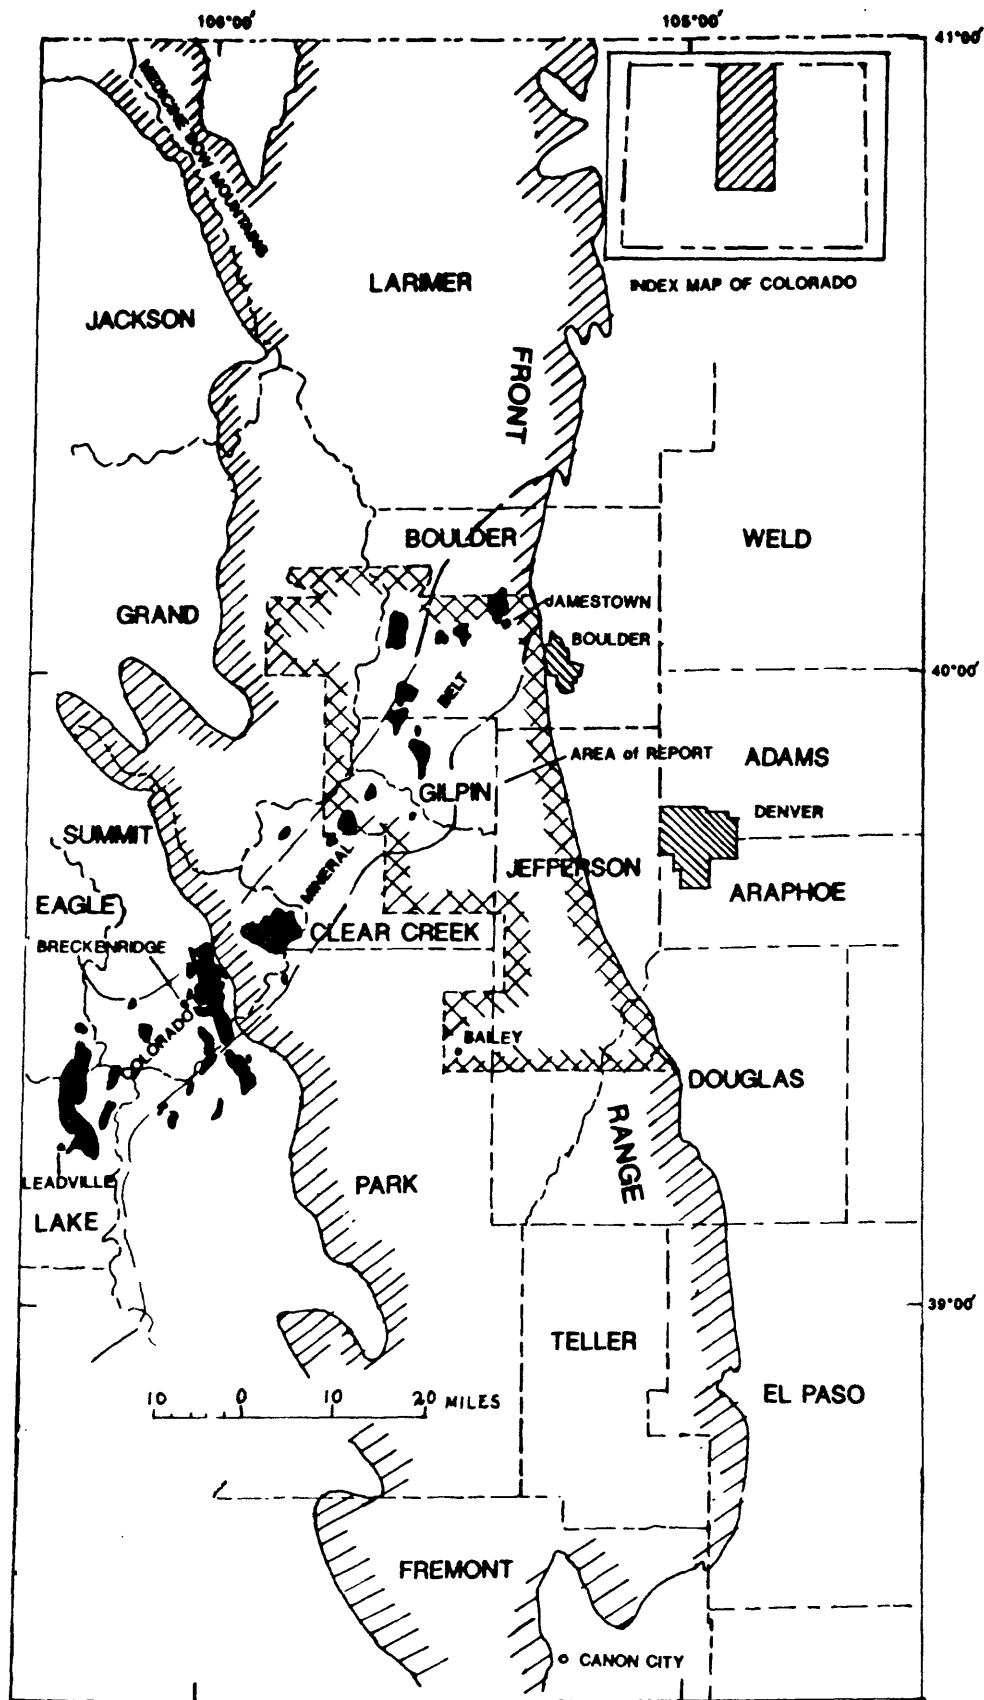 106°00′
105°00′
41°00′
MEDICINE BOW MOUNTAINS
LARIMER
INDEX MAP OF COLORADO
JACKSON
FRONT
BOULDER
WELD
GRAND
JAMESTOWN
BOULDER
40°00′
BELT
AREA of REPORT
ADAMS
GILPIN
DENVER
SUMMIT
MINERAL
JEFFERSON
ARAPHOE
EAGLE
CLEAR CREEK
BRECKENRIDGE
COLORADO
BAILEY
DOUGLAS
RANGE
LEADVILLE
PARK
LAKE
39°00′
TELLER
10 0 10 20 MILES
EL PASO
FREMONT
CANON CITY